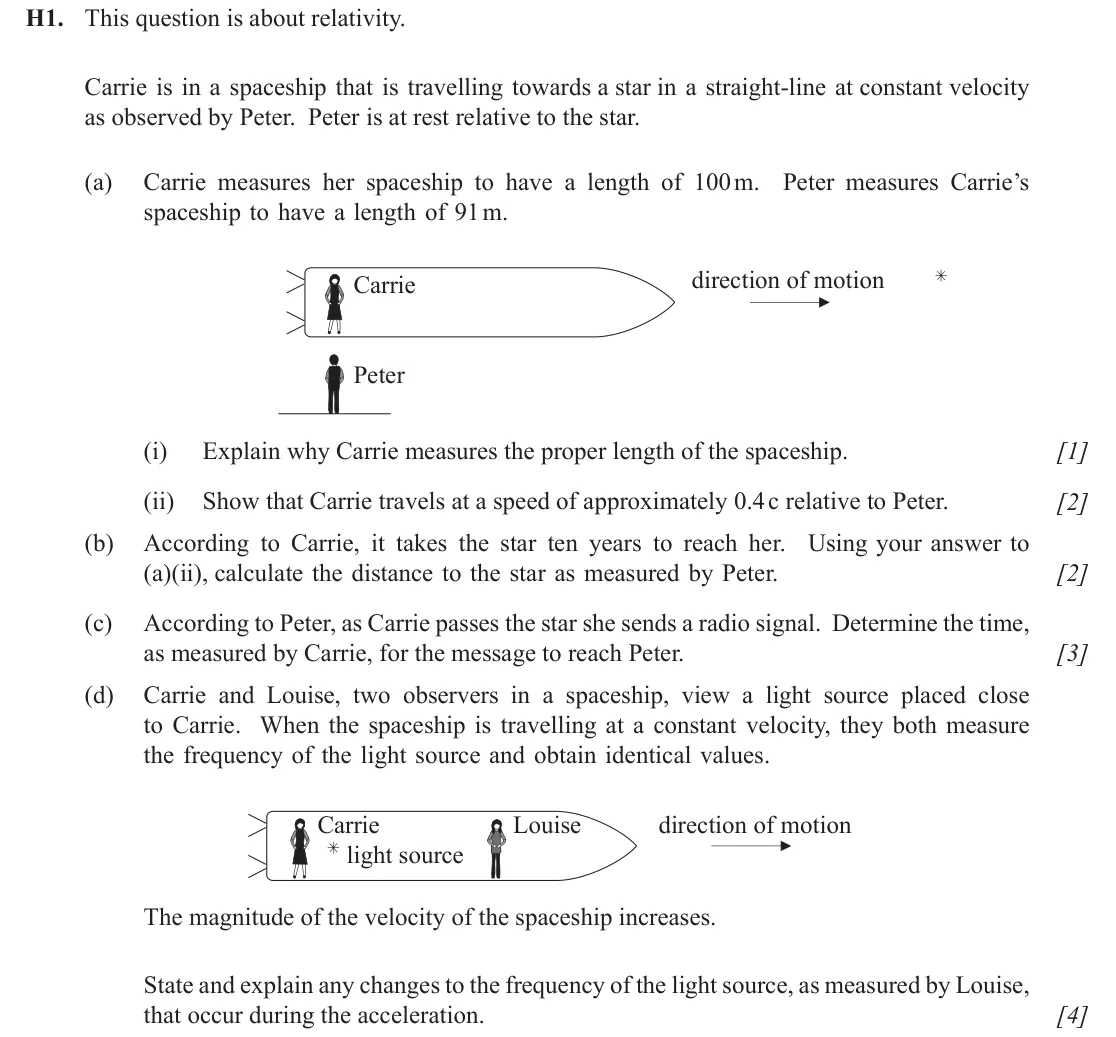 H1. This question is about relativity.
Carrie is in a spaceship that is travelling towards a star in a straight-line at constant velocity
as observed by Peter. Peter is at rest relative to the star.
(a) Carrie measures her spaceship to have a length of 100 m. Peter measures Carrie's
spaceship to have a length of 91 m.
Carrie
direction of motion *
Peter
(i) Explain why Carrie measures the proper length of the spaceship. [1]
(ii) Show that Carrie travels at a speed of approximately 0.4 c relative to Peter. [2]
(b) According to Carrie, it takes the star ten years to reach her. Using your answer to
(a)(ii), calculate the distance to the star as measured by Peter. [2]
(c) According to Peter, as Carrie passes the star she sends a radio signal. Determine the time,
as measured by Carrie, for the message to reach Peter. [3]
(d) Carrie and Louise, two observers in a spaceship, view a light source placed close
to Carrie. When the spaceship is travelling at a constant velocity, they both measure
the frequency of the light source and obtain identical values.
Carrie Louise direction of motion
* light source
The magnitude of the velocity of the spaceship increases.
State and explain any changes to the frequency of the light source, as measured by Louise,
that occur during the acceleration. [4]